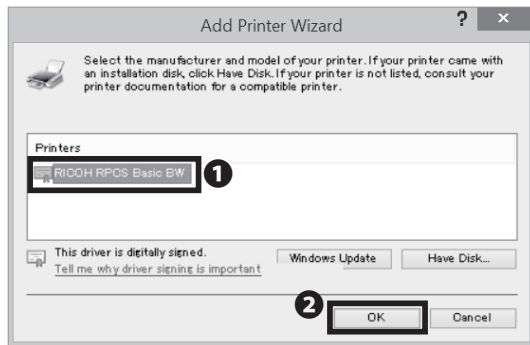 Add Printer Wizard
? ×
Select the manufacturer and model of your printer. If your printer came with
an installation disk, click Have Disk. If your printer is not listed, consult your
printer documentation for a compatible printer.
Printers
RICOH RPCS Basic BW
1
This driver is digitally signed.
Tell me why driver signing is important
Windows Update
Have Disk...
2
OK
Cancel